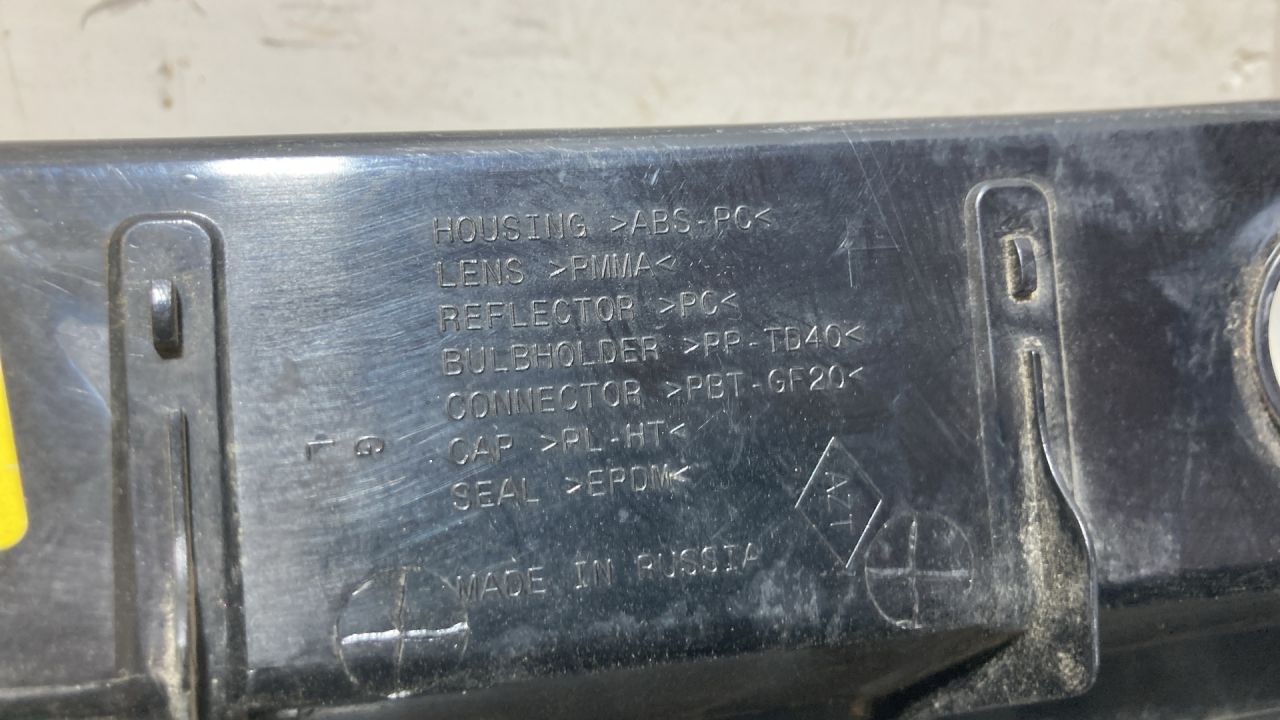 HOUSING >ABS-PC<
LENS >PMMA<
REFLECTOR >PC<
BULBHOLDER >PP-TD40<
CONNECTOR >PBT-GF20<
CAP >PL-HT<
SEAL >EPDM<
MADE IN RUSSIA
AZT
G
L